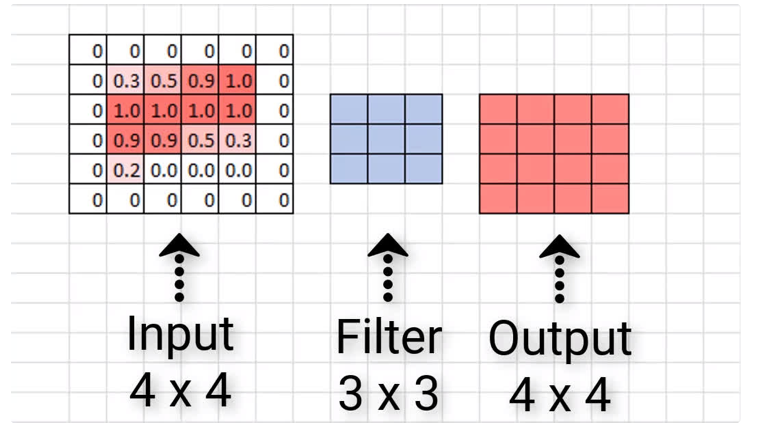 0 0 0 0 0 0
0 0.3 0.5 0.9 1.0 0
0 1.0 1.0 1.0 1.0 0
0 0.9 0.9 0.5 0.3 0
0 0.2 0.0 0.0 0.0 0
0 0 0 0 0 0
Input
4 x 4
Filter
3 x 3
Output
4 x 4